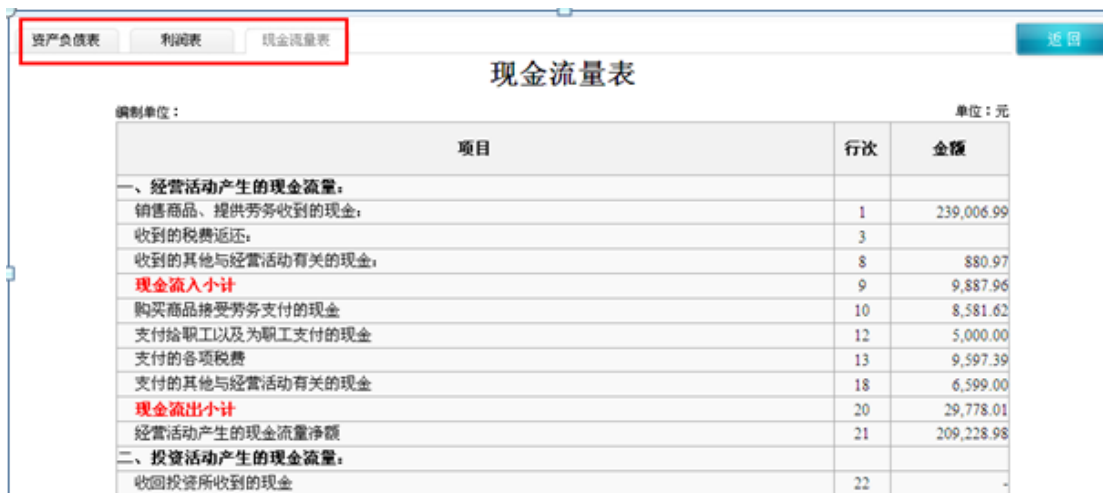 资产负债表 利润表 现金流量表 返回
现金流量表
编制单位: 单位:元
项目 行次 金额
一、经营活动产生的现金流量:
销售商品、提供劳务收到的现金: 1 239,006.99
收到的税费返还: 3
收到的其他与经营活动有关的现金: 8 880.97
现金流入小计 9 9,887.96
购买商品接受劳务支付的现金 10 8,581.62
支付给职工以及为职工支付的现金 12 5,000.00
支付的各项税费 13 9,597.39
支付的其他与经营活动有关的现金 18 6,599.00
现金流出小计 20 29,778.01
经营活动产生的现金流量净额 21 209,228.98
二、投资活动产生的现金流量:
收回投资所收到的现金 22 -